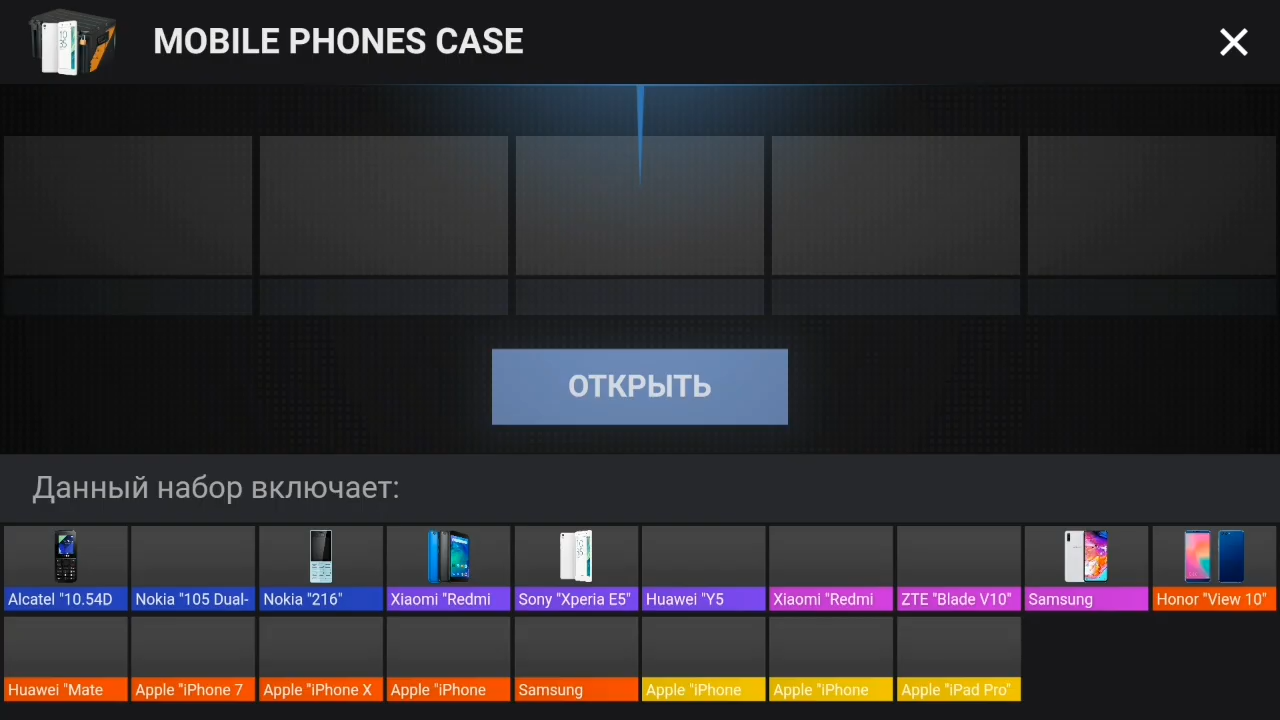 MOBILE PHONES CASE
ОТКРЫТЬ
Данный набор включает:
Alcatel "10.54D
Nokia "105 Dual-
Nokia "216"
Xiaomi "Redmi
Sony "Xperia E5"
Huawei "Y5
Xiaomi "Redmi
ZTE "Blade V10"
Samsung
Honor "View 10"
Huawei "Mate
Apple "iPhone 7
Apple "iPhone X
Apple "iPhone
Samsung
Apple "iPhone
Apple "iPhone
Apple "iPad Pro"